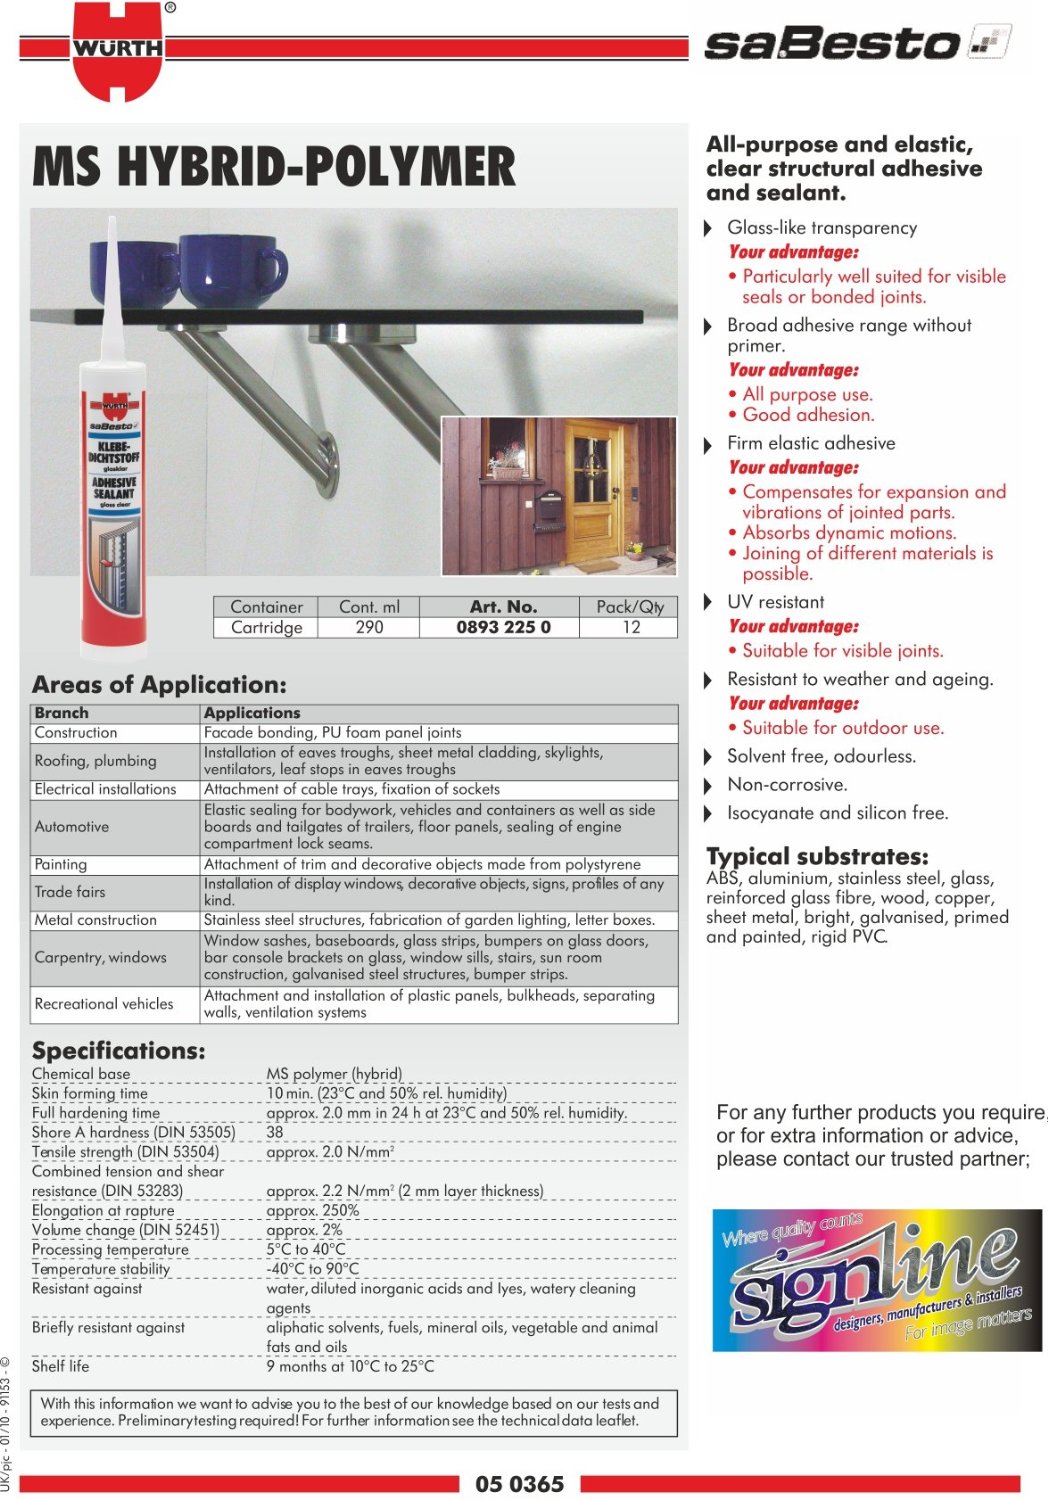 WÜRTH
®
saBesto
MS HYBRID-POLYMER
WÜRTH
saBesto
KLEBE-
DICHTSTOFF
glasklar
ADHESIVE
SEALANT
glass clear
Container Cont. ml Art. No. Pack/Qty
Cartridge 290 0893 225 0 12
Areas of Application:
Branch Applications
Construction Facade bonding, PU foam panel joints
Roofing, plumbing Installation of eaves troughs, sheet metal cladding, skylights,
ventilators, leaf stops in eaves troughs
Electrical installations Attachment of cable trays, fixation of sockets
Automotive Elastic sealing for bodywork, vehicles and containers as well as side
boards and tailgates of trailers, floor panels, sealing of engine
compartment lock seams.
Painting Attachment of trim and decorative objects made from polystyrene
Trade fairs Installation of display windows, decorative objects, signs, profiles of any
kind.
Metal construction Stainless steel structures, fabrication of garden lighting, letter boxes.
Carpentry, windows Window sashes, baseboards, glass strips, bumpers on glass doors,
bar console brackets on glass, window sills, stairs, sun room
construction, galvanised steel structures, bumper strips.
Recreational vehicles Attachment and installation of plastic panels, bulkheads, separating
walls, ventilation systems
Specifications:
Chemical base MS polymer (hybrid)
Skin forming time 10 min. (23°C and 50% rel. humidity)
Full hardening time approx. 2.0 mm in 24 h at 23°C and 50% rel. humidity.
Shore A hardness (DIN 53505) 38
Tensile strength (DIN 53504) approx. 2.0 N/mm²
Combined tension and shear
resistance (DIN 53283) approx. 2.2 N/mm² (2 mm layer thickness)
Elongation at rapture approx. 250%
Volume change (DIN 52451) approx. 2%
Processing temperature 5°C to 40°C
Temperature stability -40°C to 90°C
Resistant against water, diluted inorganic acids and lyes, watery cleaning
agents
Briefly resistant against aliphatic solvents, fuels, mineral oils, vegetable and animal
fats and oils
Shelf life 9 months at 10°C to 25°C
With this information we want to advise you to the best of our knowledge based on our tests and
experience. Preliminary testing required! For further information see the technical data leaflet.
All-purpose and elastic,
clear structural adhesive
and sealant.
Glass-like transparency
Your advantage:
• Particularly well suited for visible
seals or bonded joints.
Broad adhesive range without
primer.
Your advantage:
• All purpose use.
• Good adhesion.
Firm elastic adhesive
Your advantage:
• Compensates for expansion and
vibrations of jointed parts.
• Absorbs dynamic motions.
• Joining of different materials is
possible.
UV resistant
Your advantage:
• Suitable for visible joints.
Resistant to weather and ageing.
Your advantage:
• Suitable for outdoor use.
Solvent free, odourless.
Non-corrosive.
Isocyanate and silicon free.
Typical substrates:
ABS, aluminium, stainless steel, glass,
reinforced glass fibre, wood, copper,
sheet metal, bright, galvanised, primed
and painted, rigid PVC.
For any further products you require,
or for extra information or advice,
please contact our trusted partner;
Where quality counts
signline
designers, manufacturers & installers
For image matters
UK/pjc - 01/10 - 91153 - ©
05 0365